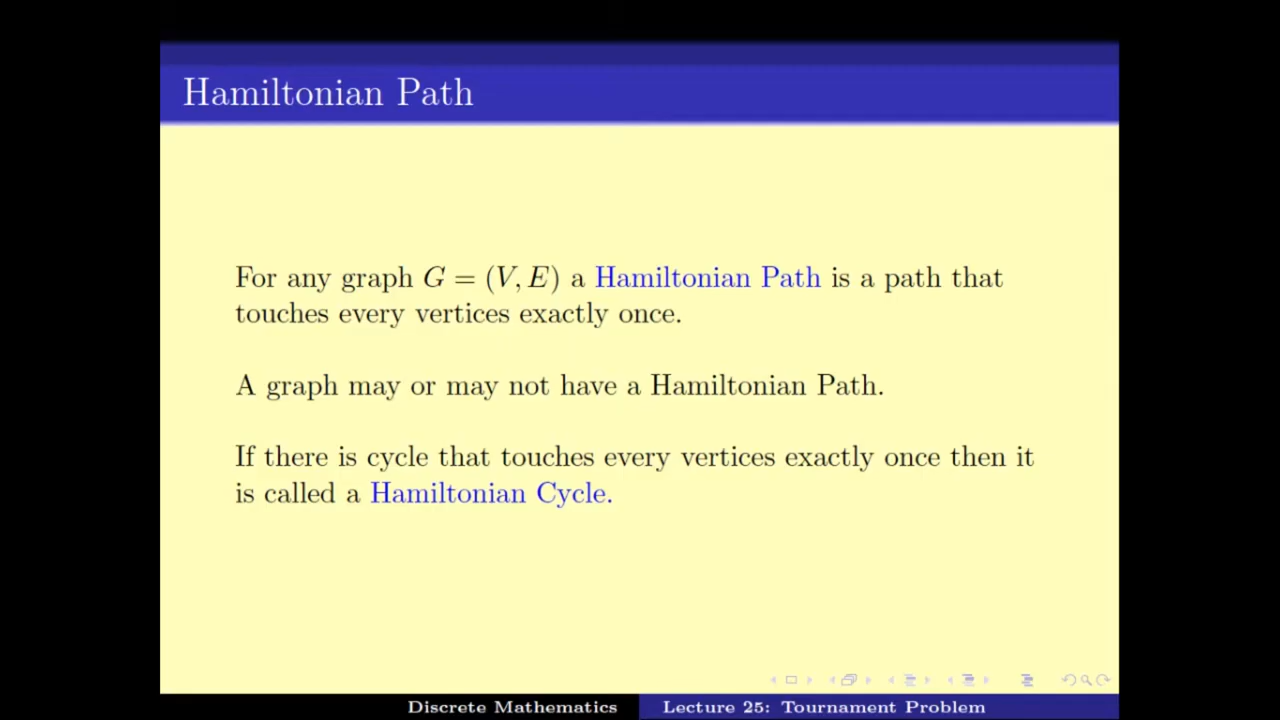 Hamiltonian Path
For any graph G = (V, E) a Hamiltonian Path is a path that
touches every vertices exactly once.
A graph may or may not have a Hamiltonian Path.
If there is cycle that touches every vertices exactly once then it
is called a Hamiltonian Cycle.
Discrete Mathematics
Lecture 25: Tournament Problem